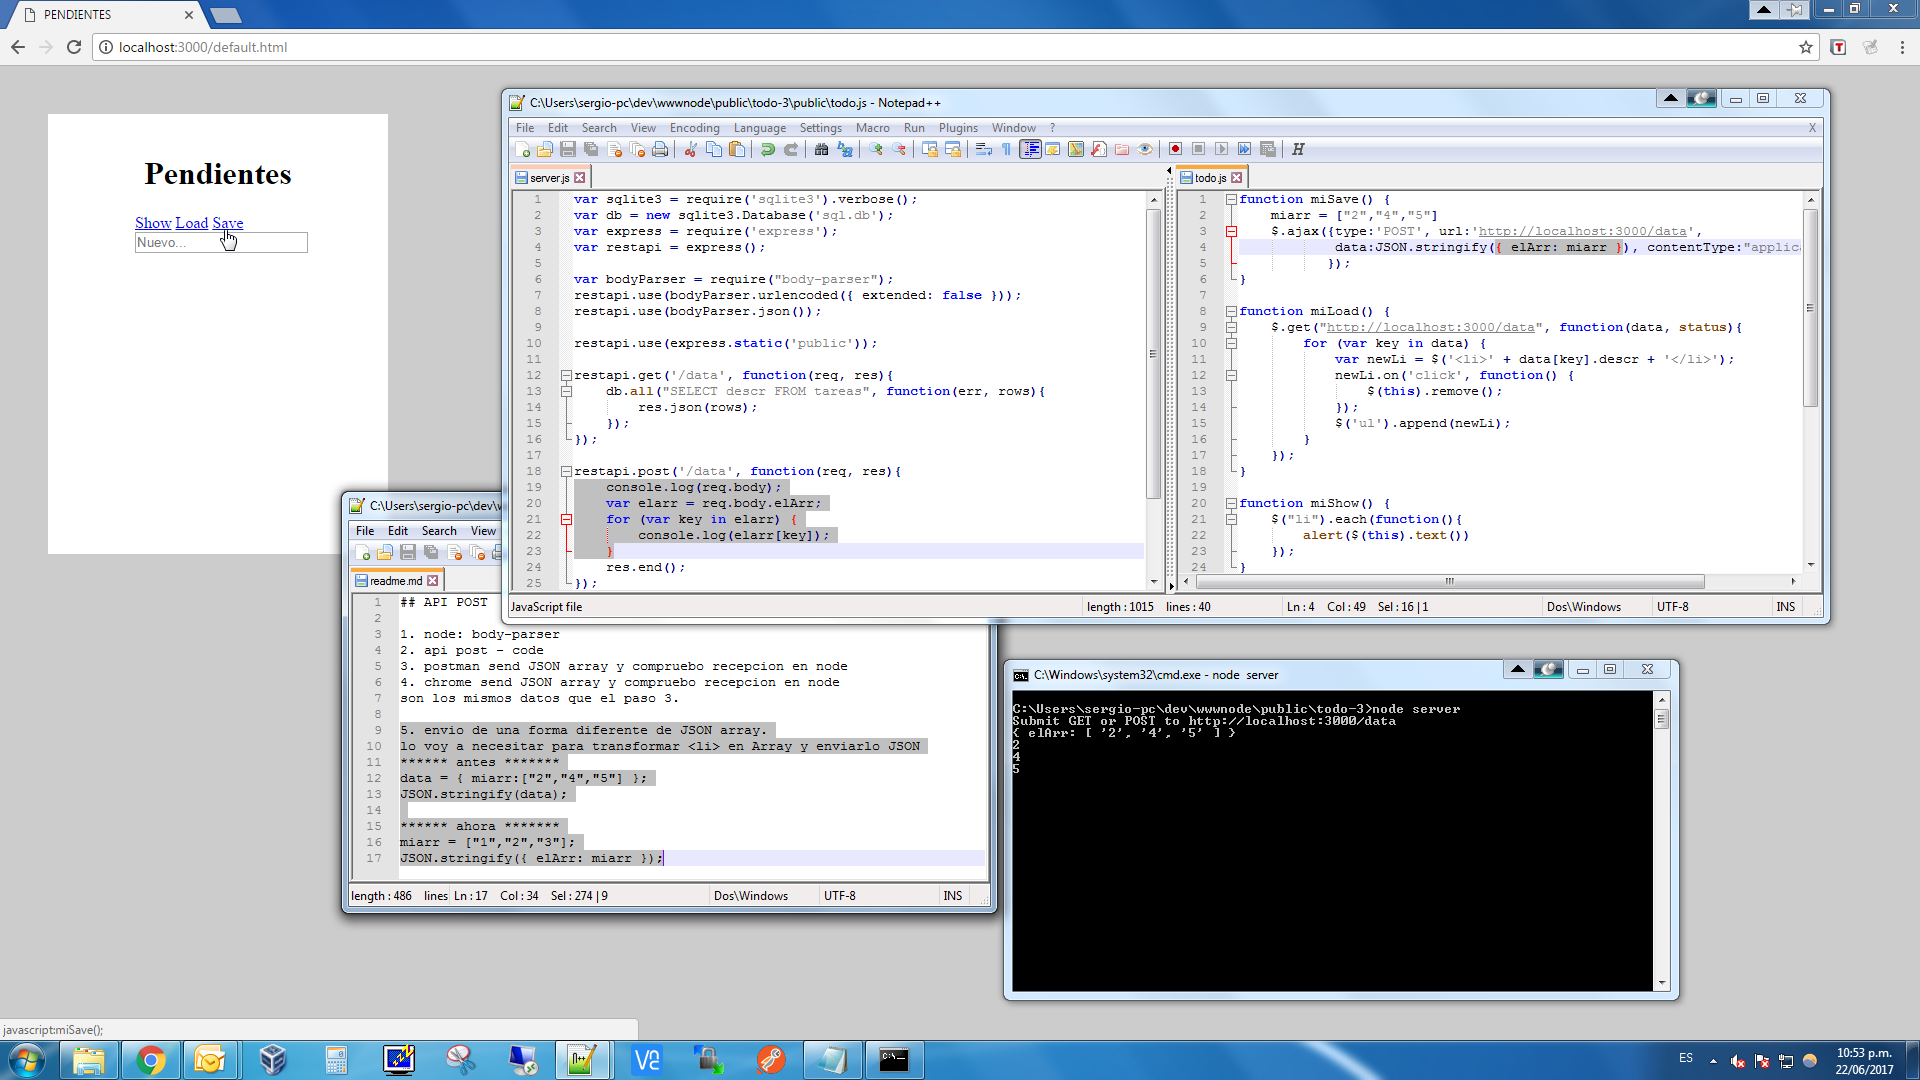 PENDIENTES
localhost:3000/default.html
Pendientes
Show Load Save
Nuevo...
C:\Users\sergio-pc\dev\wwwnode\public\todo-3\public\todo.js - Notepad++
File Edit Search View Encoding Language Settings Macro Run Plugins Window ? X
server.js
1 var sqlite3 = require('sqlite3').verbose();
2 var db = new sqlite3.Database('sql.db');
3 var express = require('express');
4 var restapi = express();
5
6 var bodyParser = require("body-parser");
7 restapi.use(bodyParser.urlencoded({ extended: false }));
8 restapi.use(bodyParser.json());
9
10 restapi.use(express.static('public'));
11
12 restapi.get('/data', function(req, res){
13 db.all("SELECT descr FROM tareas", function(err, rows){
14 res.json(rows);
15 });
16 });
17
18 restapi.post('/data', function(req, res){
19 console.log(req.body);
20 var elarr = req.body.elArr;
21 for (var key in elarr) {
22 console.log(elarr[key]);
23 }
24 res.end();
25 });
todo.js
1 function miSave() {
2 miarr = ["2","4","5"]
3 $.ajax({type:'POST', url:'http://localhost:3000/data',
4 data:JSON.stringify({ elArr: miarr }), contentType:"applica
5 });
6 }
7
8 function miLoad() {
9 $.get("http://localhost:3000/data", function(data, status){
10 for (var key in data) {
11 var newLi = $('<li>' + data[key].descr + '</li>');
12 newLi.on('click', function() {
13 $(this).remove();
14 });
15 $('ul').append(newLi);
16 }
17 });
18 }
19
20 function miShow() {
21 $("li").each(function(){
22 alert($(this).text())
23 });
24 }
JavaScript file length : 1015 lines : 40 Ln : 4 Col : 49 Sel : 16 | 1 Dos\Windows UTF-8 INS
C:\Users\sergio-pc\dev\w
File Edit Search View
readme.md
1 ## API POST
2
3 1. node: body-parser
4 2. api post - code
5 3. postman send JSON array y compruebo recepcion en node
6 4. chrome send JSON array y compruebo recepcion en node
7 son los mismos datos que el paso 3.
8
9 5. envio de una forma diferente de JSON array.
10 lo voy a necesitar para transformar <li> en Array y enviarlo JSON
11 ****** antes *******
12 data = { miarr:["2","4","5"] };
13 JSON.stringify(data);
14
15 ****** ahora *******
16 miarr = ["1","2","3"];
17 JSON.stringify({ elArr: miarr });
length : 486 lines Ln : 17 Col : 34 Sel : 274 | 9 Dos\Windows UTF-8 INS
C:\Windows\system32\cmd.exe - node server
C:\Users\sergio-pc\dev\wwwnode\public\todo-3>node server
Submit GET or POST to http://localhost:3000/data
{ elArr: [ '2', '4', '5' ] }
2
4
5
javascript:miSave();
ES
10:53 p.m.
22/06/2017